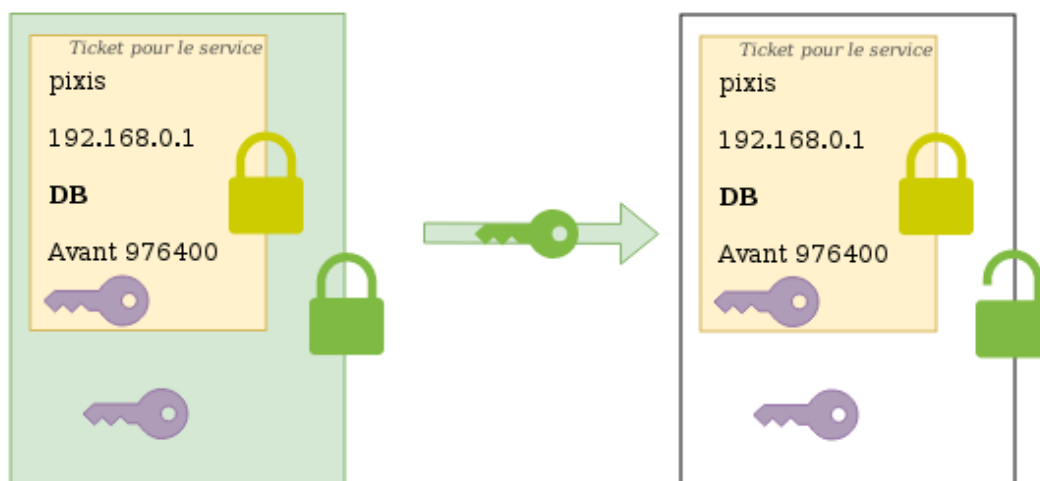 Ticket pour le service
pixis
192.168.0.1
DB
Avant 976400
Ticket pour le service
pixis
192.168.0.1
DB
Avant 976400